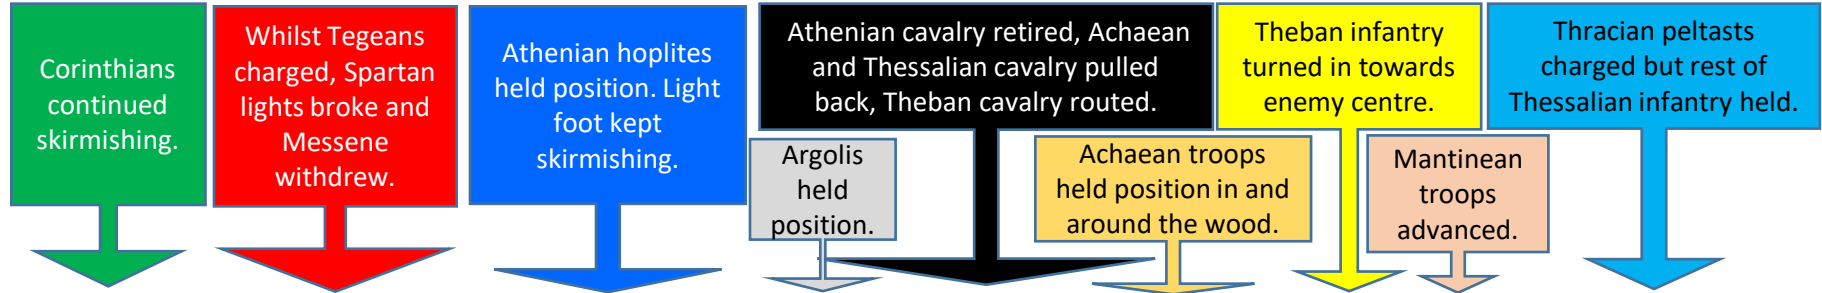 Corinthians
continued
skirmishing.
Whilst Tegeans
charged, Spartan
lights broke and
Messene
withdrew.
Athenian hoplites
held position. Light
foot kept
skirmishing.
Athenian cavalry retired, Achaean
and Thessalian cavalry pulled
back, Theban cavalry routed.
Argolis
held
position.
Achaean troops
held position in and
around the wood.
Theban infantry
turned in towards
enemy centre.
Mantinean
troops
advanced.
Thracian peltasts
charged but rest of
Thessalian infantry held.